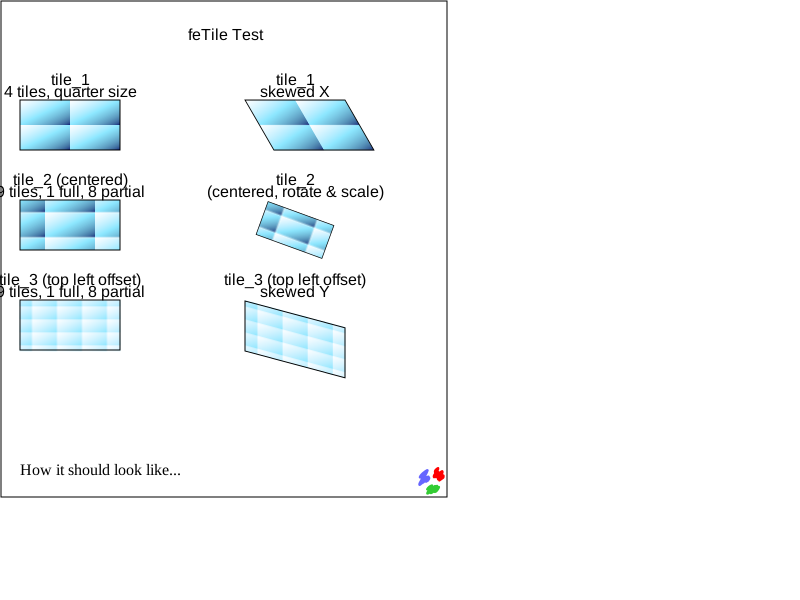 feTile Test
tile_1
4 tiles, quarter size
tile_1
skewed X
tile_2 (centered)
9 tiles, 1 full, 8 partial
tile_2
(centered, rotate & scale)
tile_3 (top left offset)
9 tiles, 1 full, 8 partial
tile_3 (top left offset)
skewed Y
How it should look like...